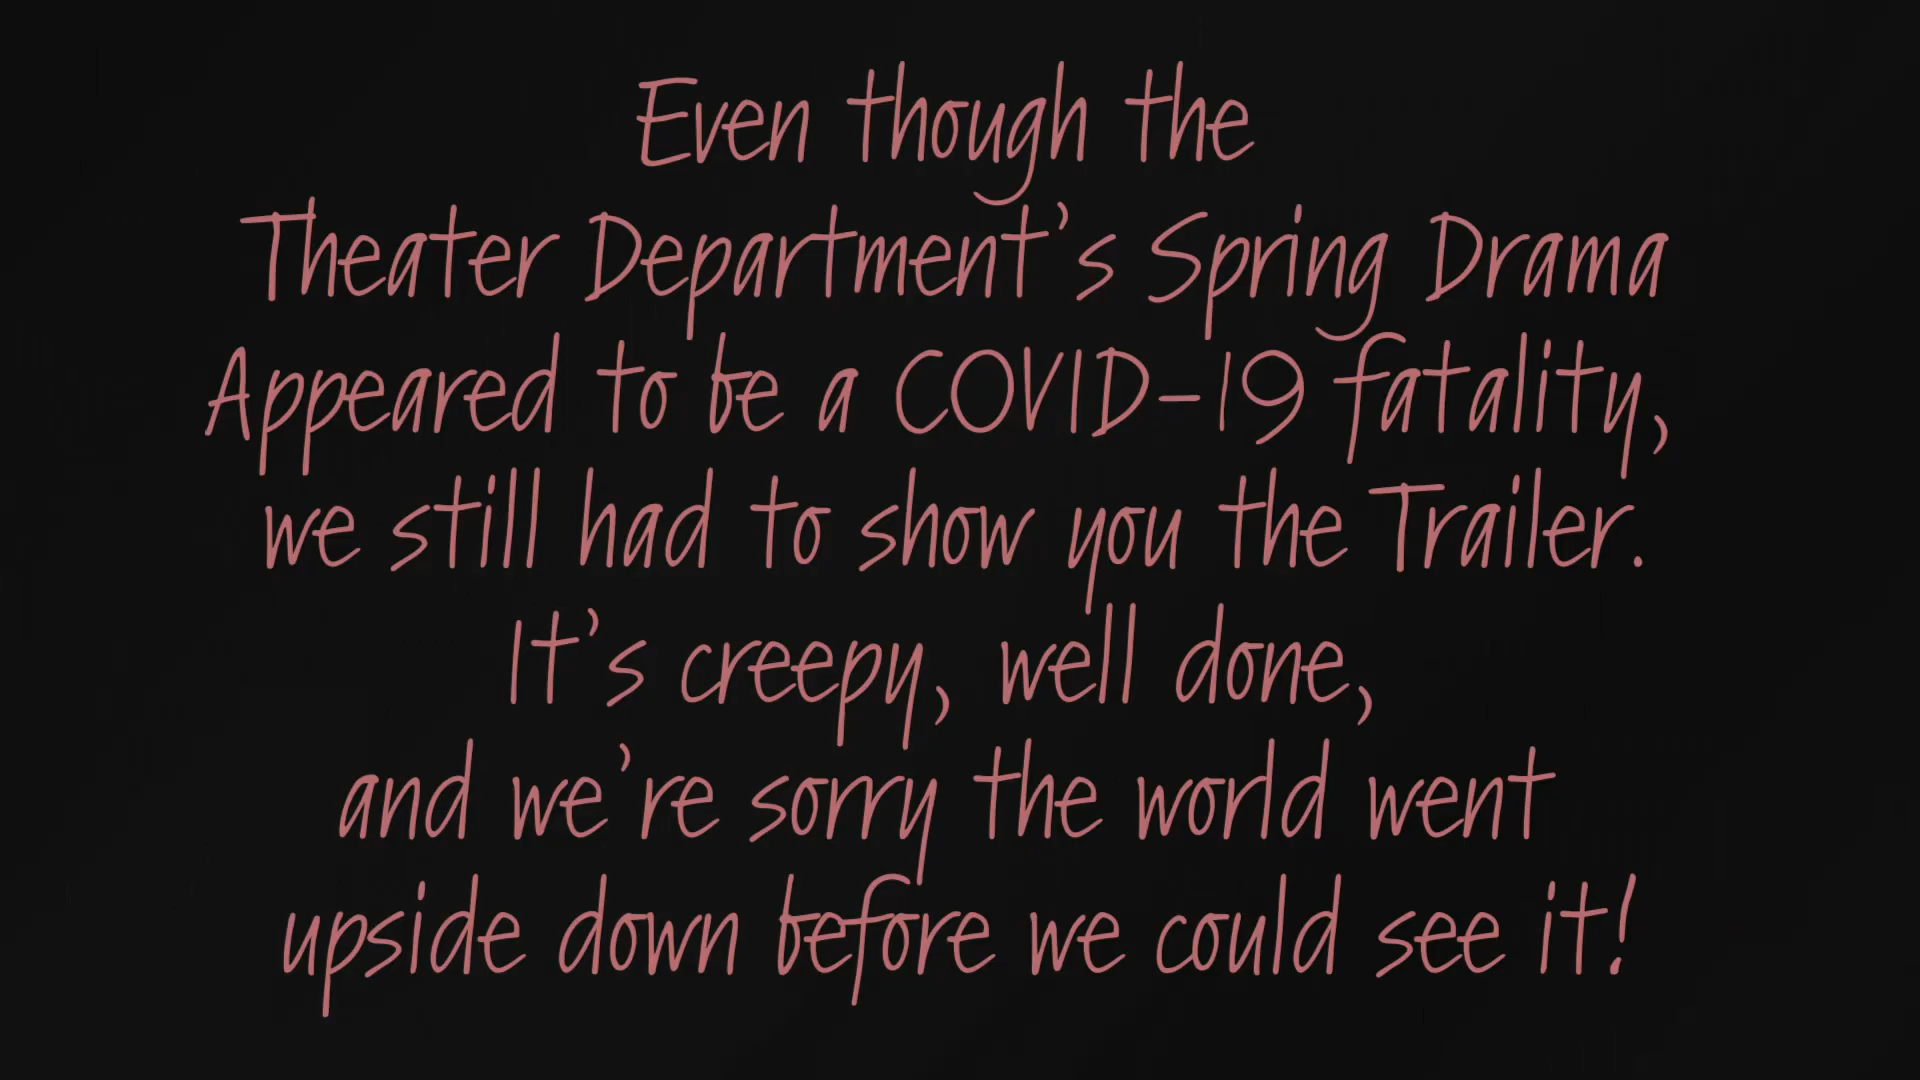 Even though the
Theater Department's Spring Drama
Appeared to be a COVID-19 fatality,
we still had to show you the Trailer.
It's creepy, well done,
and we're sorry the world went
upside down before we could see it!